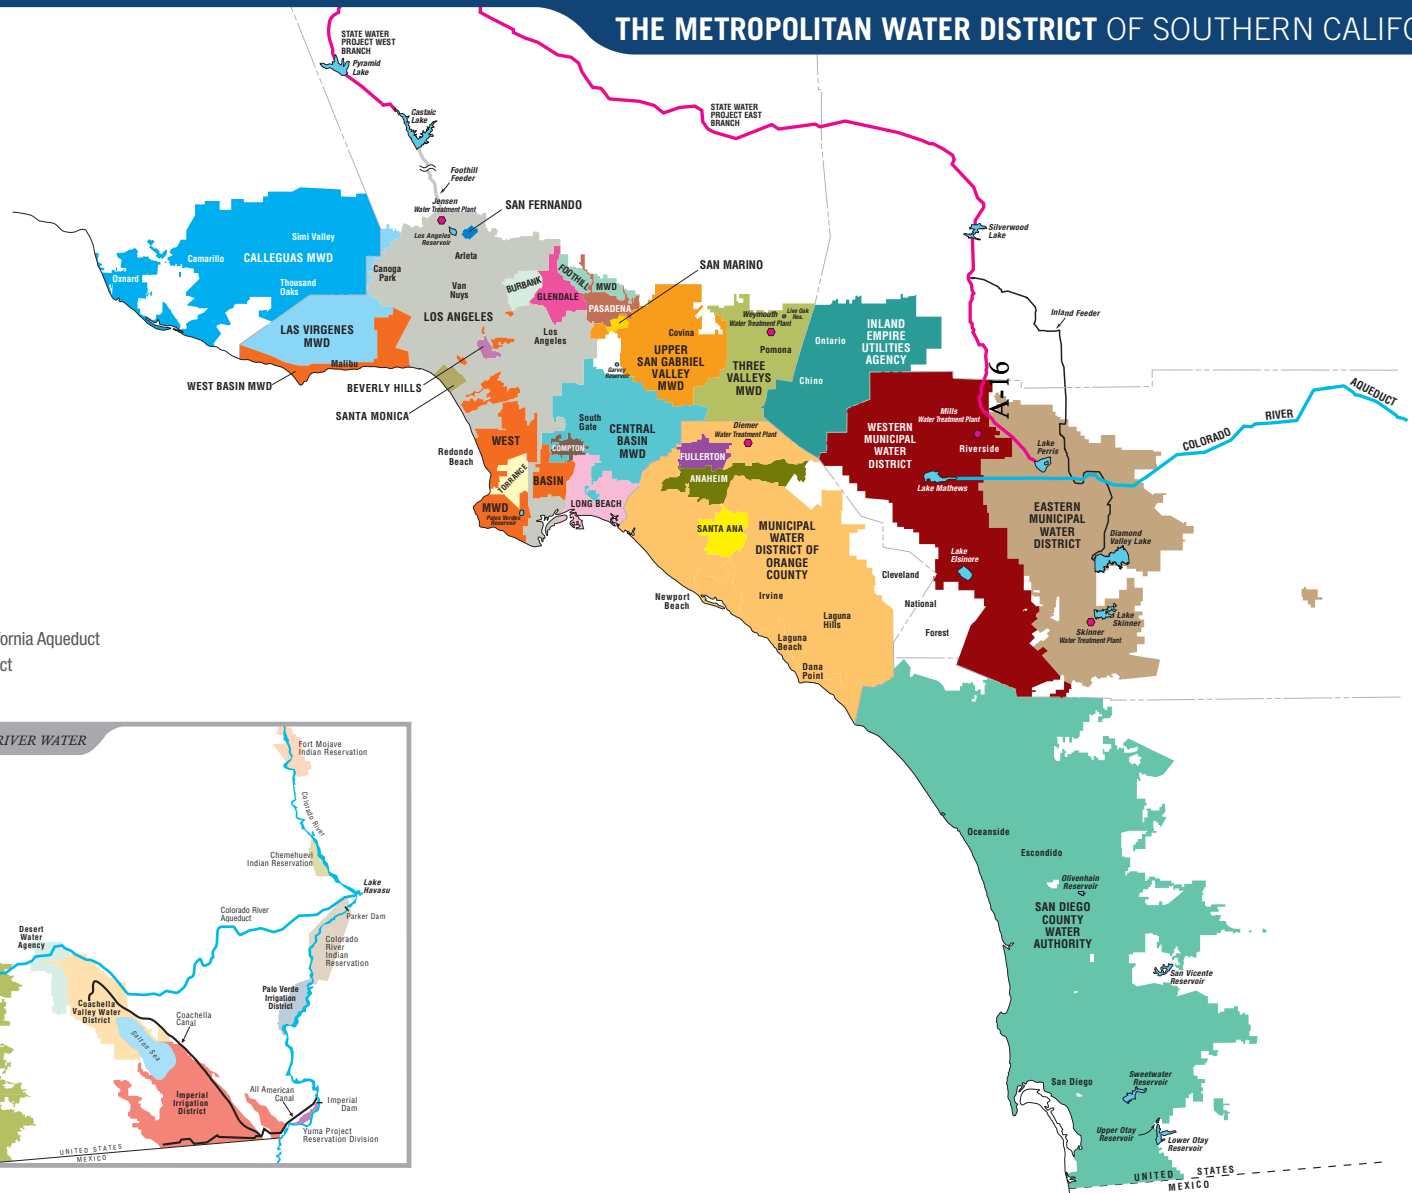 THE METROPOLITAN WATER DISTRICT OF SOUTHERN CALIFO
STATE WATER
PROJECT WEST
BRANCH
Pyramid
Lake
Castaic
Lake
STATE WATER
PROJECT EAST
BRANCH
Foothill
Feeder
Jensen
Water Treatment Plant
SAN FERNANDO
Los Angeles
Reservoir
Silverwood
Lake
Simi Valley
Camarillo
CALLEGUAS MWD
Oxnard
Thousand
Oaks
Canoga
Park
Arleta
Van
Nuys
BURBANK
FOOTHILL
MWD
GLENDALE
PASADENA
SAN MARINO
LOS ANGELES
Los
Angeles
LAS VIRGENES
MWD
Malibu
WEST BASIN MWD
BEVERLY HILLS
SANTA MONICA
Garvey
Reservoir
Covina
UPPER
SAN GABRIEL
VALLEY
MWD
Weymouth
Water Treatment Plant
Live Oak
Res.
Pomona
THREE
VALLEYS
MWD
Ontario
Chino
INLAND
EMPIRE
UTILITIES
AGENCY
Inland Feeder
A-16
AQUEDUCT
RIVER
COLORADO
Redondo
Beach
WEST
BASIN
MWD
TORRANCE
Palos Verdes
Reservoir
South
Gate
COMPTON
CENTRAL
BASIN
MWD
LONG BEACH
Diemer
Water Treatment Plant
FULLERTON
ANAHEIM
SANTA ANA
MUNICIPAL
WATER
DISTRICT OF
ORANGE
COUNTY
Newport
Beach
Irvine
Laguna
Hills
Laguna
Beach
Dana
Point
WESTERN
MUNICIPAL
WATER
DISTRICT
Mills
Water Treatment Plant
Riverside
Lake
Perris
Lake Mathews
EASTERN
MUNICIPAL
WATER
DISTRICT
Diamond
Valley Lake
Lake
Elsinore
Cleveland
National
Forest
Lake
Skinner
Skinner
Water Treatment Plant
Oceanside
Escondido
Olivenhain
Reservoir
SAN DIEGO
COUNTY
WATER
AUTHORITY
San Vicente
Reservoir
San Diego
Sweetwater
Reservoir
Upper Otay
Reservoir
Lower Otay
Reservoir
UNITED STATES
MEXICO
fornia Aqueduct
ct
RIVER WATER
Fort Mojave
Indian Reservation
Colorado River
Chemehuevi
Indian Reservation
Lake
Havasu
Parker Dam
Colorado River
Aqueduct
Colorado
River
Indian
Reservation
Desert
Water
Agency
Palo Verde
Irrigation
District
Coachella
Valley Water
District
Coachella
Canal
Salton Sea
Imperial
Irrigation
District
All American
Canal
Imperial
Dam
Yuma Project
Reservation Division
UNITED STATES
MEXICO